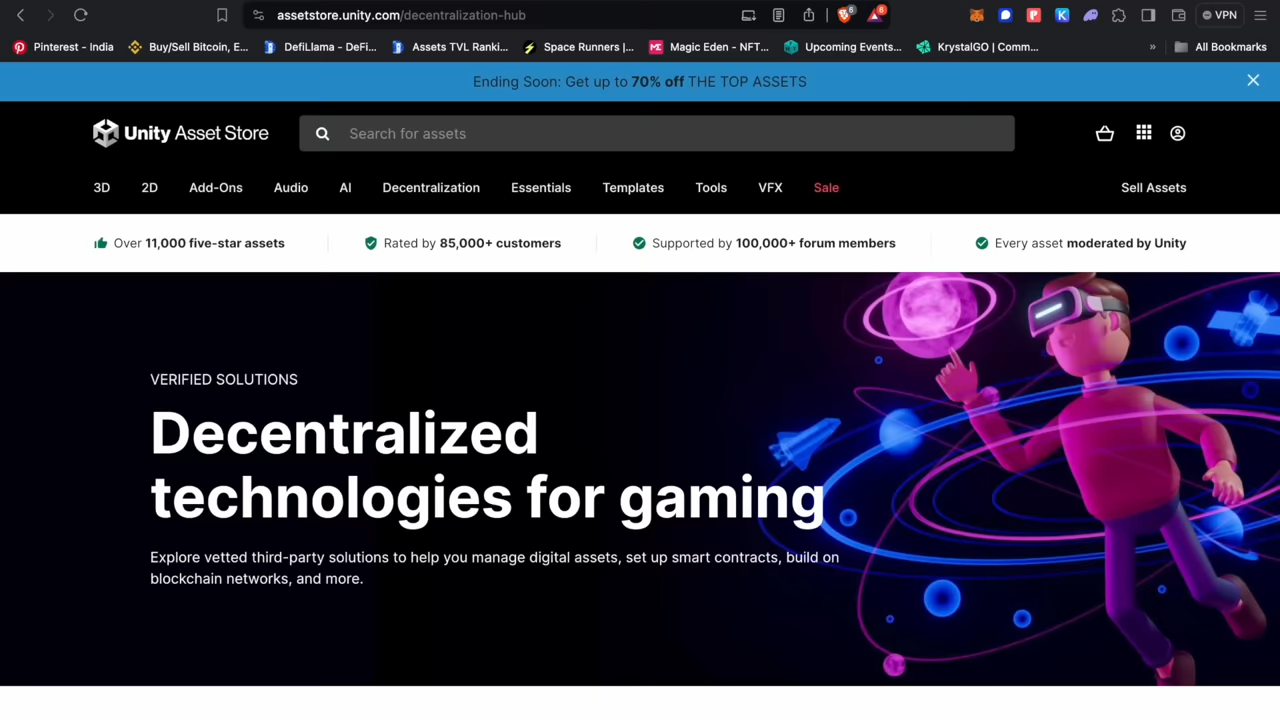 assetstore.unity.com/decentralization-hub
6
6
VPN
Pinterest - India
Buy/Sell Bitcoin, E...
DefiLlama - DeFi...
Assets TVL Ranki...
Space Runners |...
Magic Eden - NFT...
Upcoming Events...
KrystalGO | Comm...
»
All Bookmarks
Ending Soon: Get up to 70% off THE TOP ASSETS
Unity Asset Store
Search for assets
3D
2D
Add-Ons
Audio
AI
Decentralization
Essentials
Templates
Tools
VFX
Sale
Sell Assets
Over 11,000 five-star assets
Rated by 85,000+ customers
Supported by 100,000+ forum members
Every asset moderated by Unity
VERIFIED SOLUTIONS
Decentralized
technologies for gaming
Explore vetted third-party solutions to help you manage digital assets, set up smart contracts, build on
blockchain networks, and more.